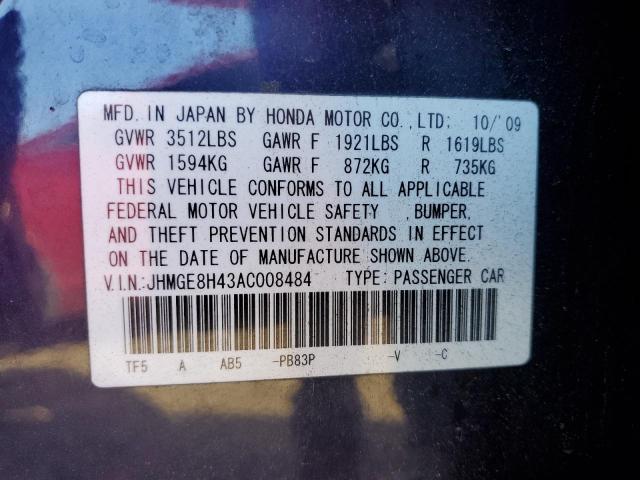 MFD. IN JAPAN BY HONDA MOTOR CO.,LTD; 10/'09
GVWR 3512LBS GAWR F 1921LBS R 1619LBS
GVWR 1594KG GAWR F 872KG R 735KG
THIS VEHICLE CONFORMS TO ALL APPLICABLE
FEDERAL MOTOR VEHICLE SAFETY ,BUMPER,
AND THEFT PREVENTION STANDARDS IN EFFECT
ON THE DATE OF MANUFACTURE SHOWN ABOVE.
V.I.N.:JHMGE8H43AC008484 TYPE: PASSENGER CAR
TF5 A AB5 -PB83P -V -C